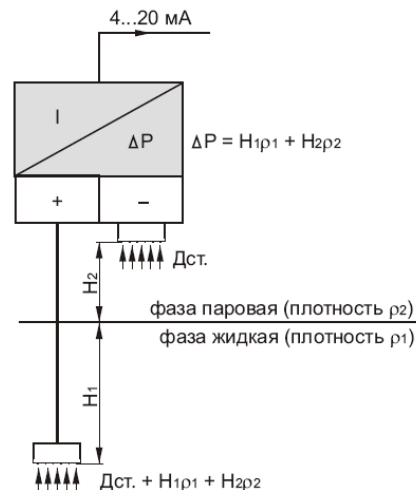 4...20 мА
I
ΔP
ΔP = H₁ρ₁ + H₂ρ₂
+
–
Дст.
H₂
фаза паровая (плотность ρ₂)
фаза жидкая (плотность ρ₁)
H₁
Дст. + H₁ρ₁ + H₂ρ₂